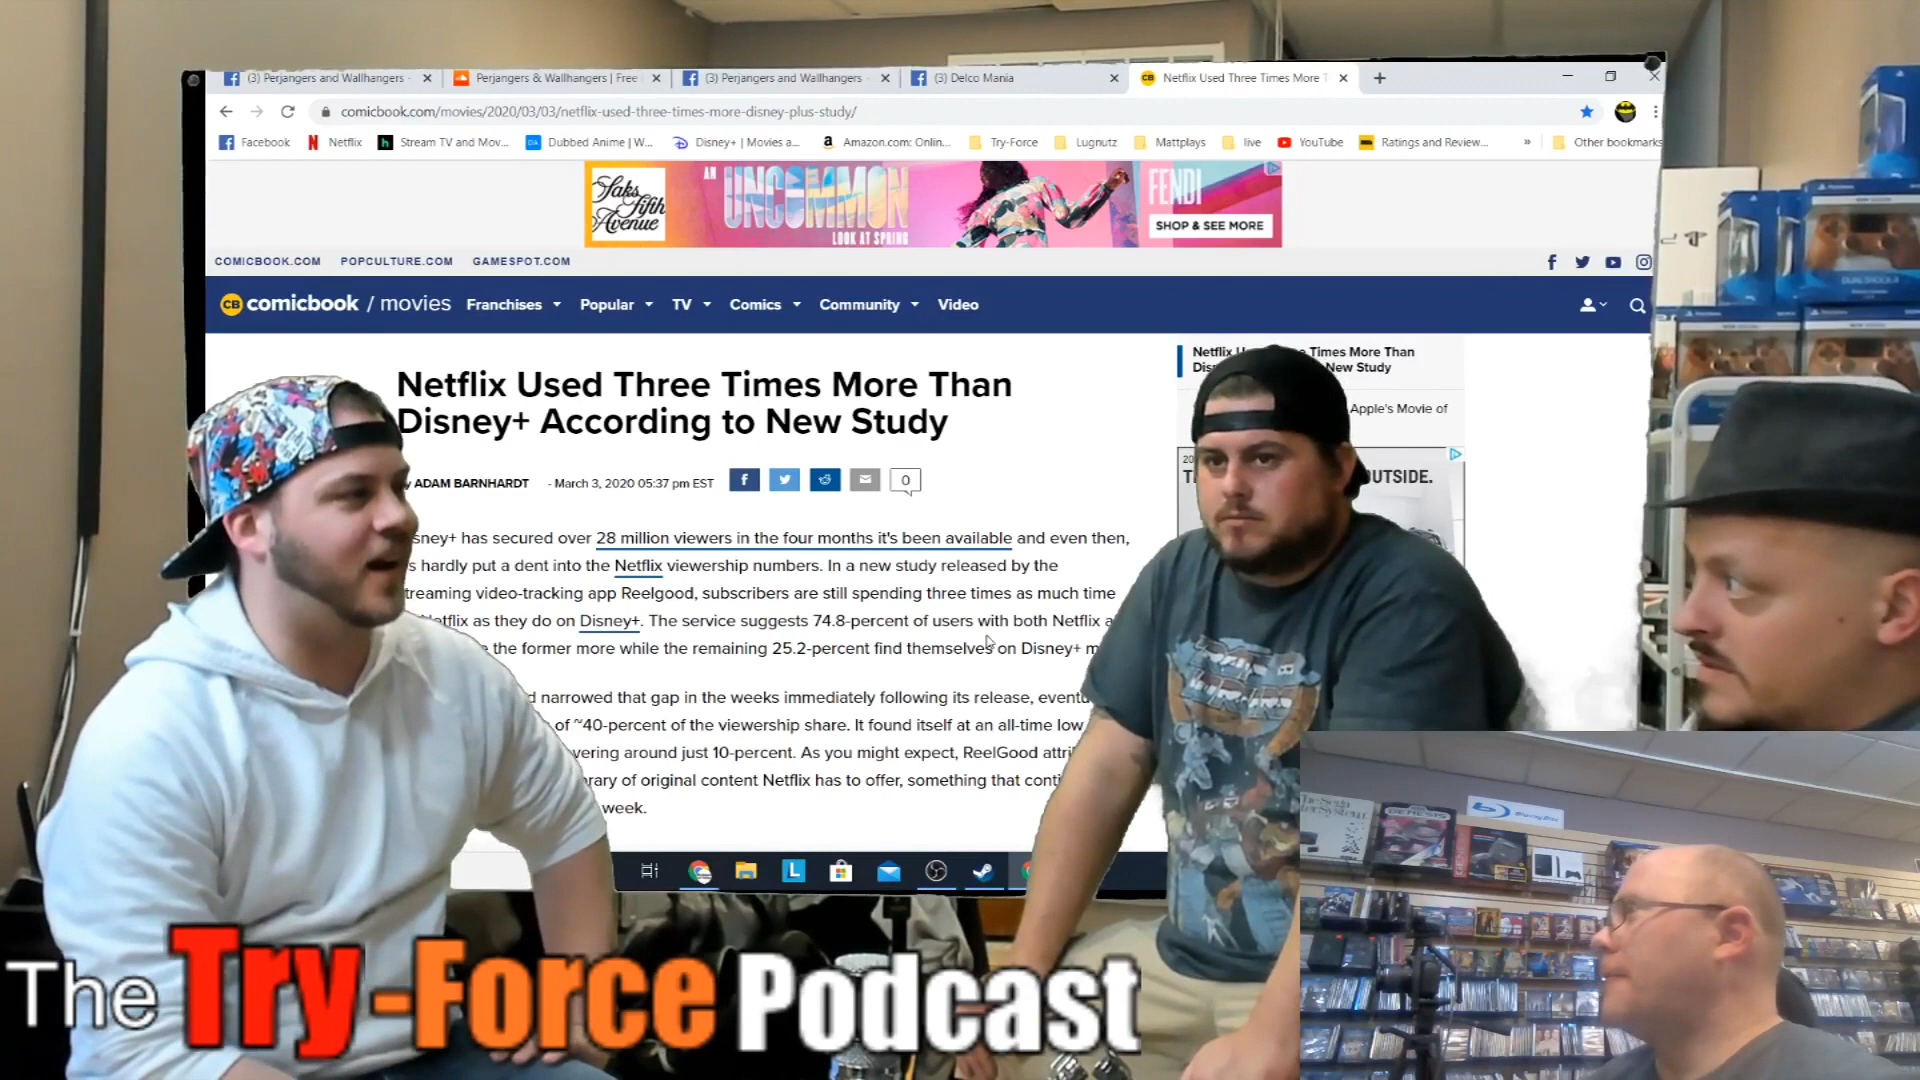 (3) Perjangers and Wallhangers -
Perjangers & Wallhangers | Free
(3) Perjangers and Wallhangers -
(3) Delco Mania
Netflix Used Three Times More T
comicbook.com/movies/2020/03/03/netflix-used-three-times-more-disney-plus-study/
Facebook
Netflix
Stream TV and Mov...
Dubbed Anime | W...
Disney+ | Movies a...
Amazon.com: Onlin...
Try-Force
Lugnutz
Mattplays
live
YouTube
Ratings and Review...
Other bookmarks
Saks
Fifth
Avenue
AN
UNCOMMON
LOOK AT SPRING
FENDI
SHOP & SEE MORE
COMICBOOK.COM POPCULTURE.COM GAMESPOT.COM
CB comicbook / movies Franchises Popular TV Comics Community Video
Netflix Used Three Times More Than
Disney+ According to New Study
Times More Than
New Study
Apple's Movie of
OUTSIDE.
ADAM BARNHARDT - March 3, 2020 05:37 pm EST
0
sney+ has secured over 28 million viewers in the four months it's been available and even then,
s hardly put a dent into the Netflix viewership numbers. In a new study released by the
treaming video-tracking app Reelgood, subscribers are still spending three times as much time
etflix as they do on Disney+. The service suggests 74.8-percent of users with both Netflix a
the former more while the remaining 25.2-percent find themselves on Disney+ m
d narrowed that gap in the weeks immediately following its release, eventu
of ~40-percent of the viewership share. It found itself at an all-time low
vering around just 10-percent. As you might expect, ReelGood attri
rary of original content Netflix has to offer, something that conti
week.
GENESIS
The Try-Force Podcast